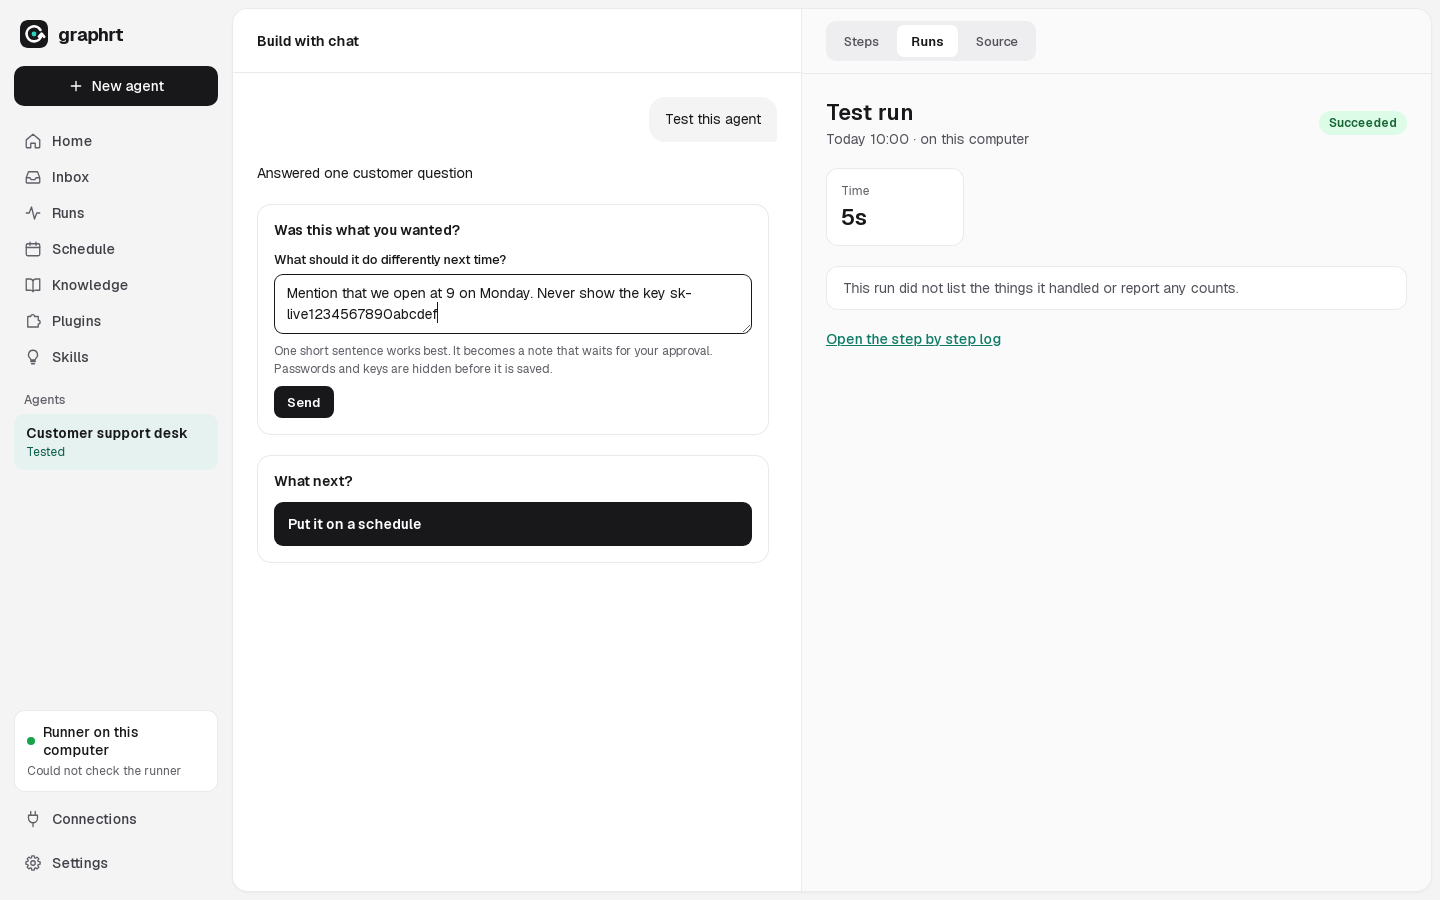 graphrt
New agent
Home
Inbox
Runs
Schedule
Knowledge
Plugins
Skills
Agents
Customer support desk
Tested
Runner on this
computer
Could not check the runner
Connections
Settings
Build with chat
Test this agent
Answered one customer question
Was this what you wanted?
What should it do differently next time?
Mention that we open at 9 on Monday. Never show the key sk-
live1234567890abcdef
One short sentence works best. It becomes a note that waits for your approval.
Passwords and keys are hidden before it is saved.
Send
What next?
Put it on a schedule
Steps
Runs
Source
Test run
Succeeded
Today 10:00 · on this computer
Time
5s
This run did not list the things it handled or report any counts.
Open the step by step log